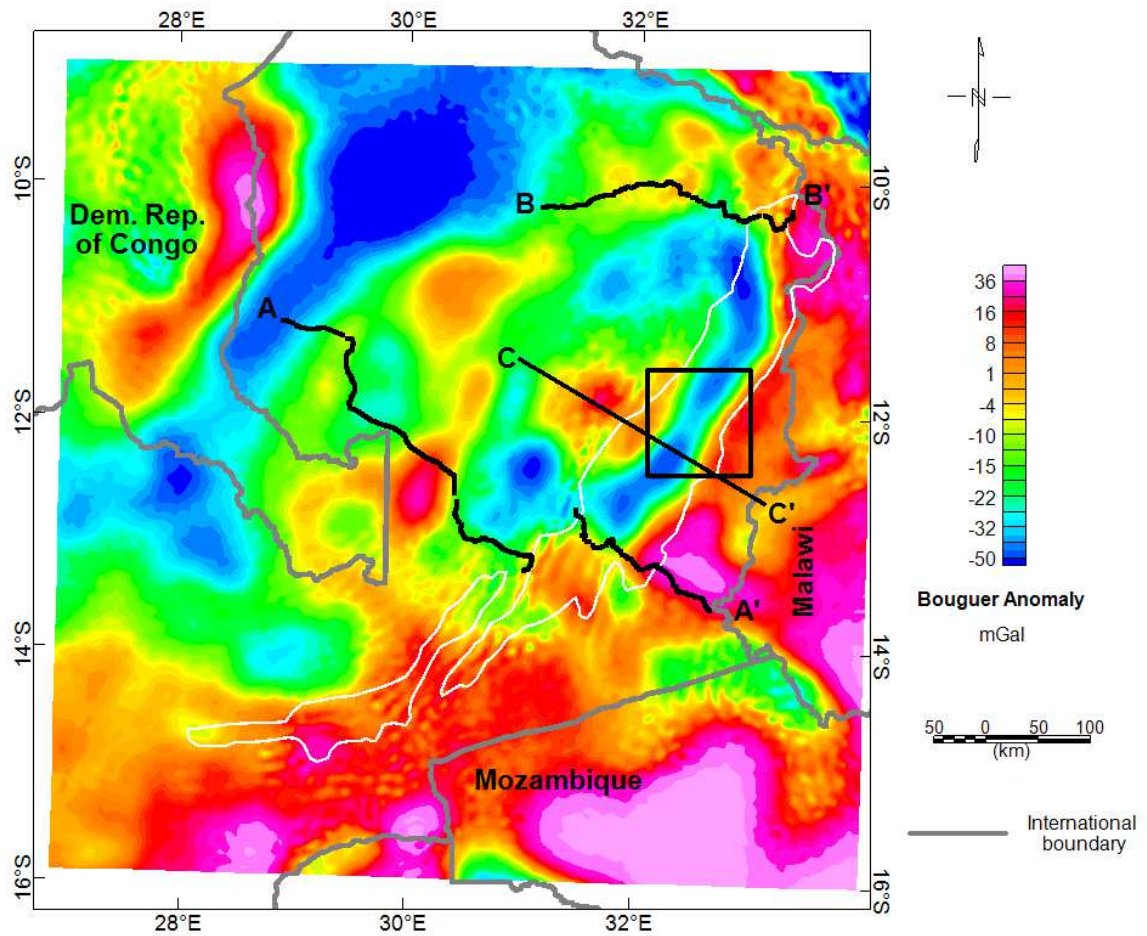 28°E 30°E 32°E
N
10°S 10°S
Dem. Rep.
of Congo
B B'
A
C
12°S 12°S
C'
Malawi
A'
14°S 14°S
Mozambique
16°S 16°S
28°E 30°E 32°E
36
16
8
1
-4
-10
-15
-22
-32
-50
Bouguer Anomaly
mGal
50 0 50 100
(km)
International
boundary